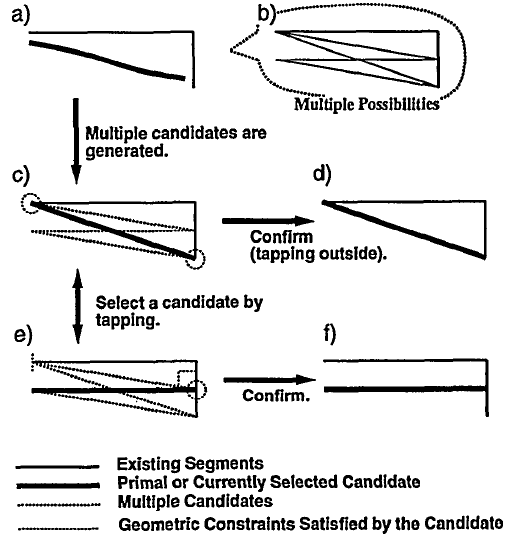 a)
b)
Multiple Possibilities
Multiple candidates are
generated.
c)
d)
Confirm
(tapping outside).
Select a candidate by
tapping.
e)
f)
Confirm.
Existing Segments
Primal or Currently Selected Candidate
Multiple Candidates
Geometric Constraints Satisfied by the Candidate